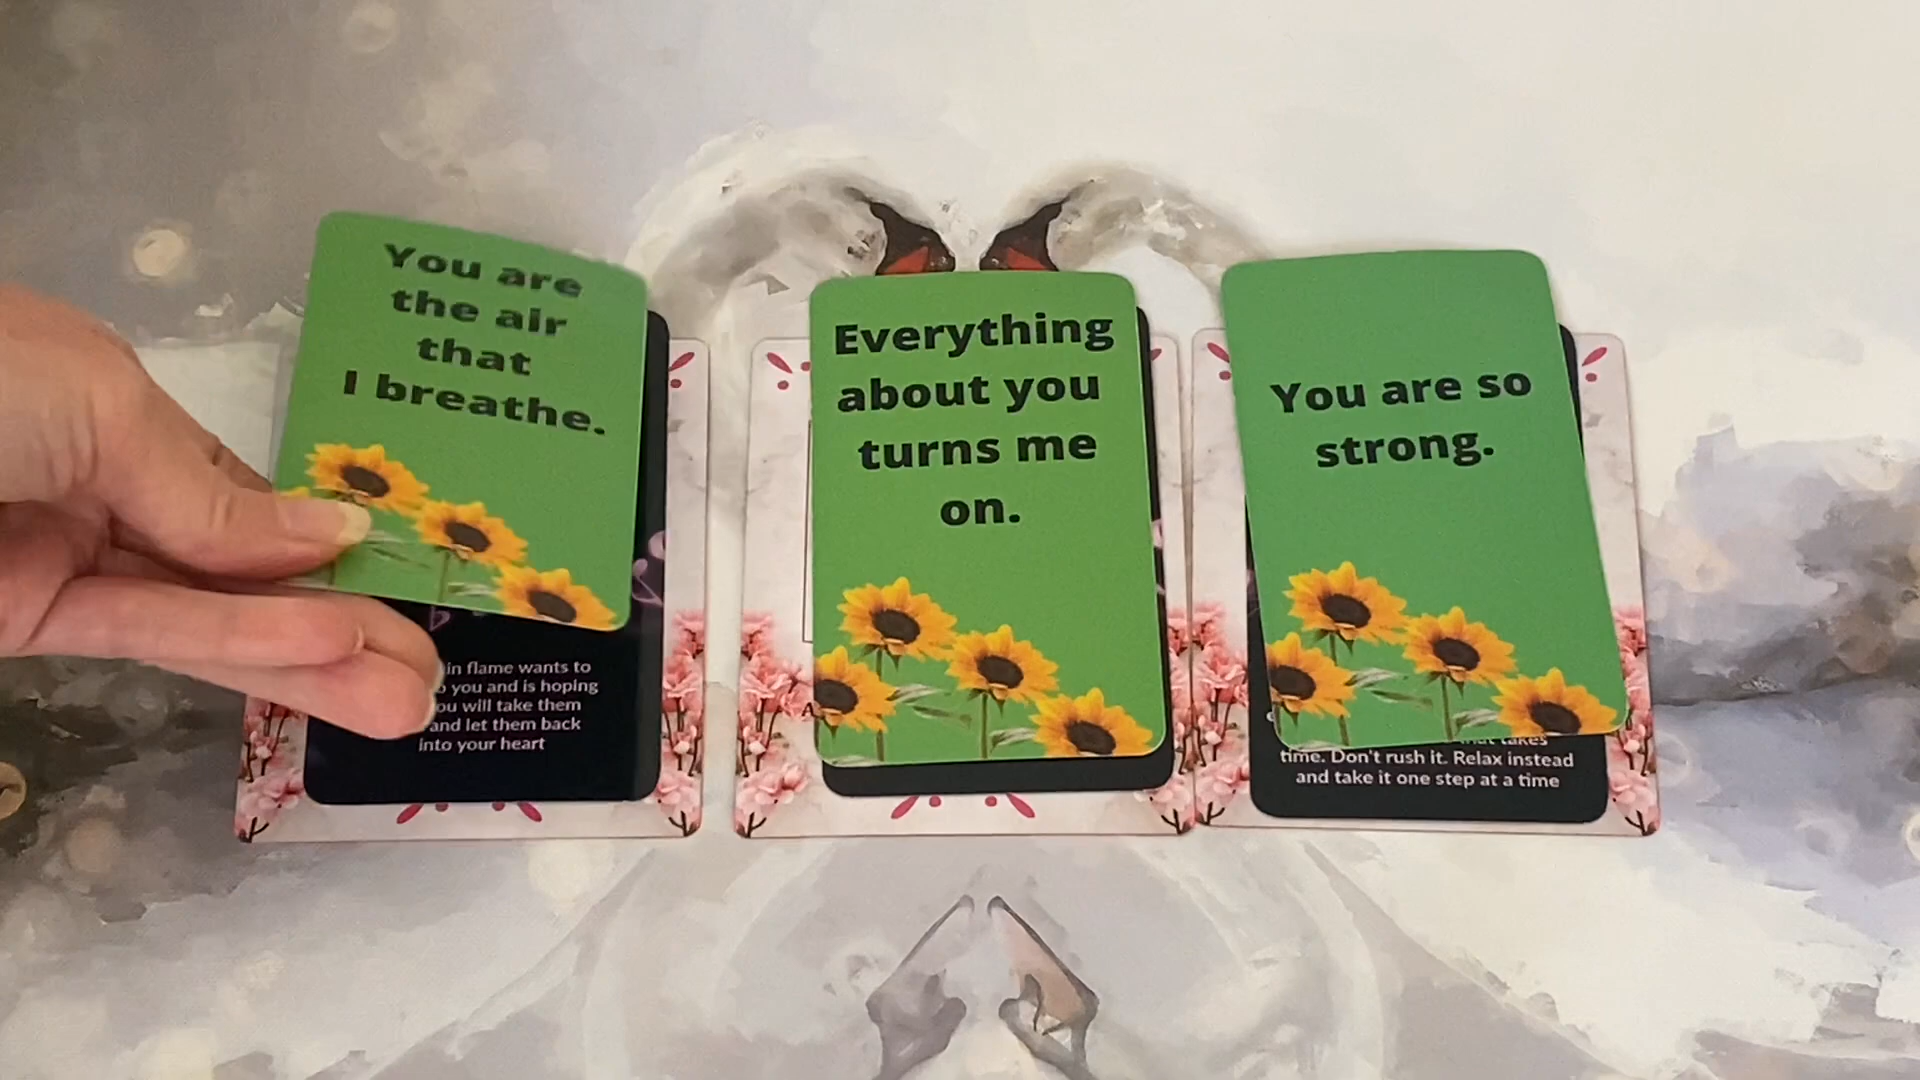 You are
the air
that
I breathe.
in flame wants to
you and is hoping
ou will take them
and let them back
into your heart
Everything
about you
turns me
on.
A
You are so
strong.
that takes
time. Don't rush it. Relax instead
and take it one step at a time